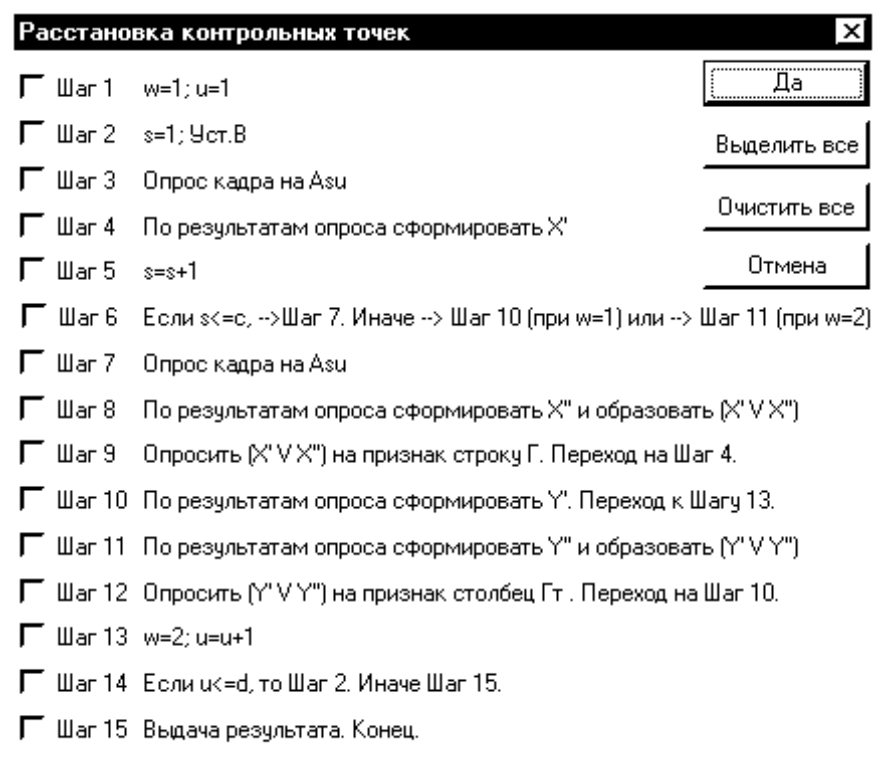 Расстановка контрольных точек
Шаг 1 w=1; u=1
Да
Шаг 2 s=1; Уст.В
Выделить все
Шаг 3 Опрос кадра на Asu
Очистить все
Шаг 4 По результатам опроса сформировать X'
Шаг 5 s=s+1
Отмена
Шаг 6 Если s<=c, -->Шаг 7. Иначе --> Шаг 10 (при w=1) или --> Шаг 11 (при w=2)
Шаг 7 Опрос кадра на Asu
Шаг 8 По результатам опроса сформировать X'' и образовать (X' V X'')
Шаг 9 Опросить (X' V X'') на признак строку Г. Переход на Шаг 4.
Шаг 10 По результатам опроса сформировать Y'. Переход к Шагу 13.
Шаг 11 По результатам опроса сформировать Y'' и образовать (Y' V Y'')
Шаг 12 Опросить (Y' V Y'') на признак столбец Гт . Переход на Шаг 10.
Шаг 13 w=2; u=u+1
Шаг 14 Если u<=d, то Шаг 2. Иначе Шаг 15.
Шаг 15 Выдача результата. Конец.